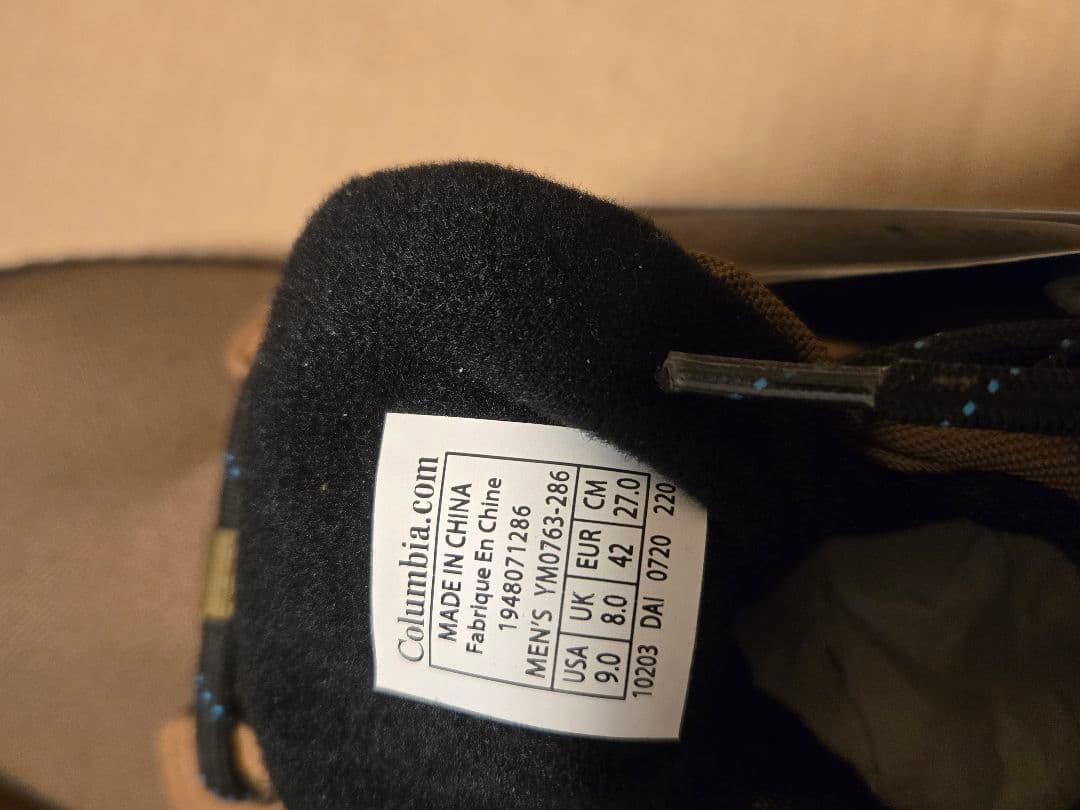 Columbia.com
MADE IN CHINA
Fabrique En Chine
1948071286
MEN'S YM0763-286
USA UK EUR CM
9.0 8.0 42 27.0
10203 DAI 0720 220